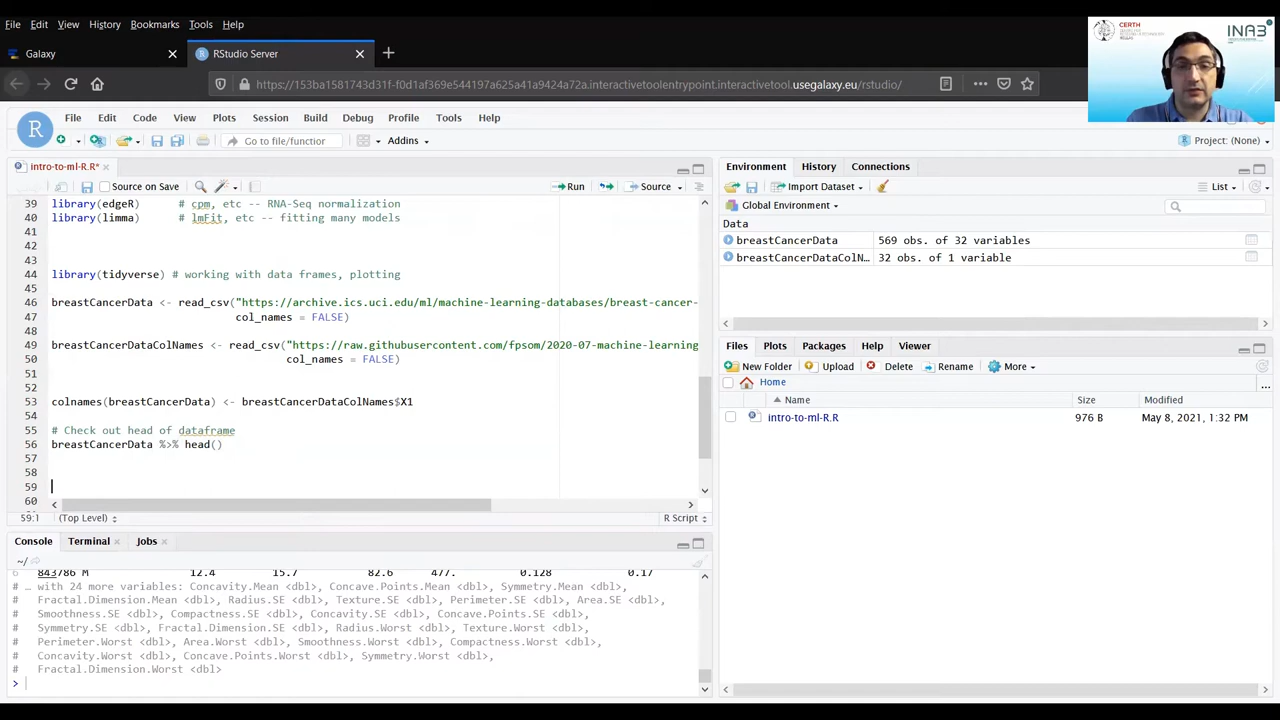 File Edit View History Bookmarks Tools Help
CERTH
INAB
Galaxy
RStudio Server
https://153ba1581743d31f-f0d1af369e594a7795a6259a625a41a9424a72a.interactivetoolentrypoint.interactivetool.usegalaxy.eu/rstudio/
R File Edit Code View Plots Session Build Debug Profile Tools Help
Go to file/function
Addins
Project: (None)
intro-to-ml-R.R*
Source on Save
Run
Source
39 library(edgeR) # cpm, etc -- RNA-Seq normalization
40 library(limma) # lmFit, etc -- fitting many models
41
42
43
44 library(tidyverse) # working with data frames, plotting
45
46 breastCancerData <- read_csv("https://archive.ics.uci.edu/ml/machine-learning-databases/breast-cancer-
47 col_names = FALSE)
48
49 breastCancerDataColNames <- read_csv("https://raw.githubusercontent.com/fpsom/2020-07-machine-learning
50 col_names = FALSE)
51
52
53 colnames(breastCancerData) <- breastCancerDataColNames$X1
54
55 # Check out head of dataframe
56 breastCancerData %>% head()
57
58
59
60
59:1 (Top Level)
R Script
Console Terminal Jobs
~/
6 843786 M 12.4 15.7 82.6 477. 0.128 0.17
# … with 24 more variables: Concavity.Mean <dbl>, Concave.Points.Mean <dbl>, Symmetry.Mean <dbl>,
# Fractal.Dimension.Mean <dbl>, Radius.SE <dbl>, Texture.SE <dbl>, Perimeter.SE <dbl>, Area.SE <dbl>,
# Smoothness.SE <dbl>, Compactness.SE <dbl>, Concavity.SE <dbl>, Concave.Points.SE <dbl>,
# Symmetry.SE <dbl>, Fractal.Dimension.SE <dbl>, Radius.Worst <dbl>, Texture.Worst <dbl>,
# Perimeter.Worst <dbl>, Area.Worst <dbl>, Smoothness.Worst <dbl>, Compactness.Worst <dbl>,
# Concavity.Worst <dbl>, Concave.Points.Worst <dbl>, Symmetry.Worst <dbl>,
# Fractal.Dimension.Worst <dbl>
>
Environment History Connections
Import Dataset
List
Global Environment
Data
breastCancerData 569 obs. of 32 variables
breastCancerDataColN… 32 obs. of 1 variable
Files Plots Packages Help Viewer
New Folder Upload Delete Rename More
Home
Name Size Modified
intro-to-ml-R.R 976 B May 8, 2021, 1:32 PM